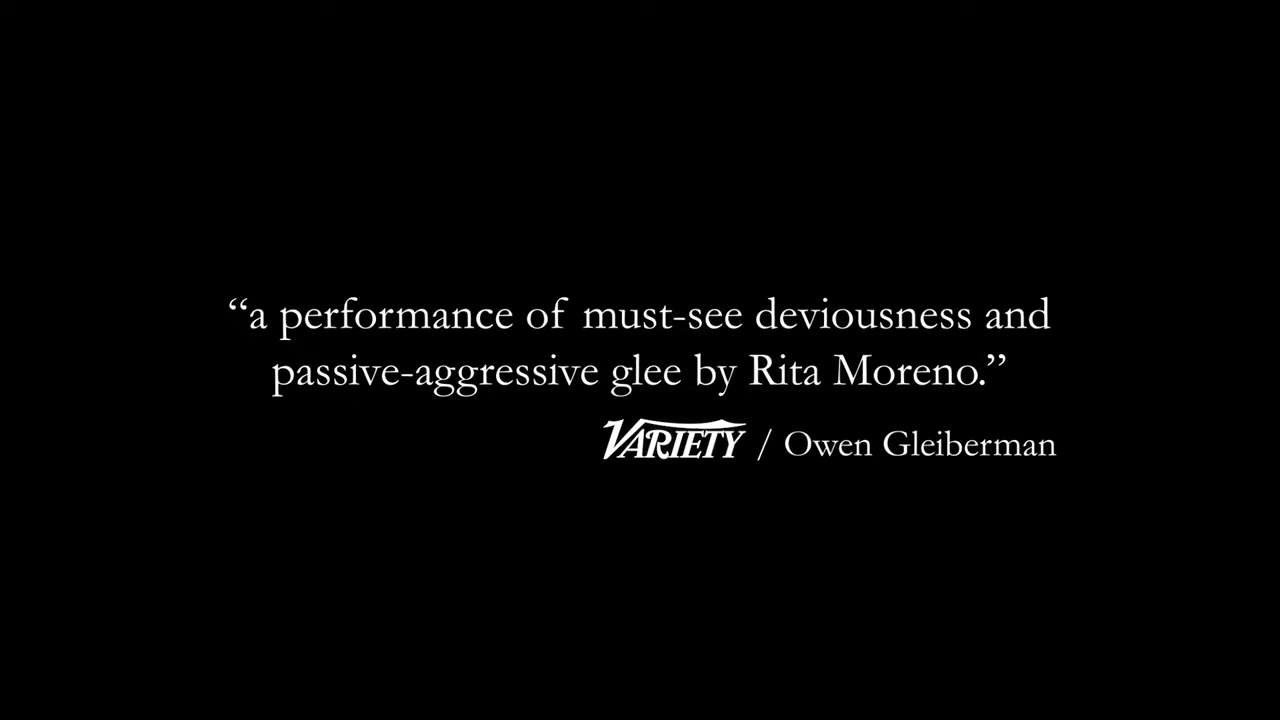 “a performance of must-see deviousness and
passive-aggressive glee by Rita Moreno.”
VARIETY / Owen Gleiberman